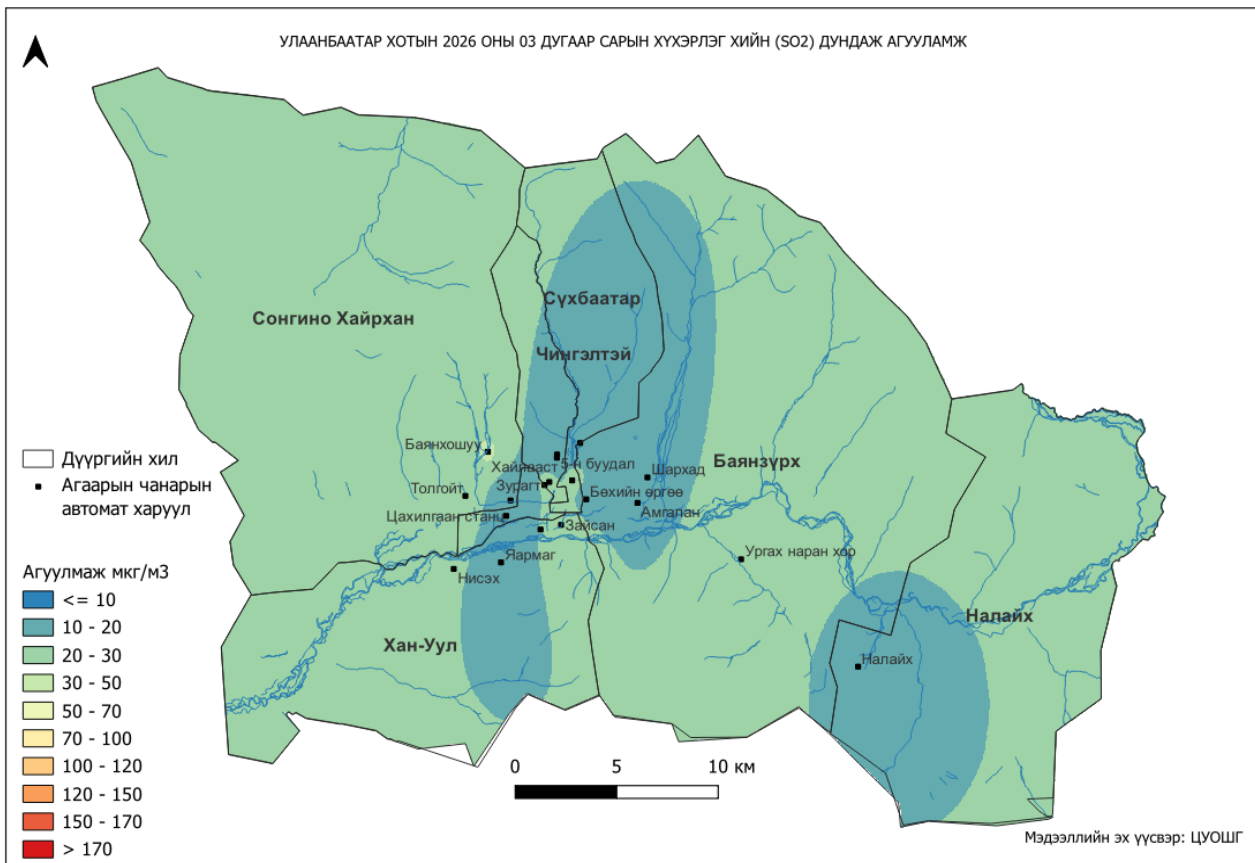 УЛААНБААТАР ХОТЫН 2026 ОНЫ 03 ДУГААР САРЫН ХҮХЭРЛЭГ ХИЙН (SO2) ДУНДАЖ АГУУЛАМЖ
Сонгино Хайрхан
Сүхбаатар
Чингэлтэй
Баянхошуу
Хайлааст
5-н буудал
Шархад
Баянзүрх
Толгойт
Зурагт
Бөхийн өргөө
Амгалан
Цахилгаан станц
Зайсан
Яармаг
Нисэх
Ургах наран хор
Хан-Уул
Налайх
Налайх
Дүүргийн хил
Агаарын чанарын
автомат харуул
Агуулмаж мкг/м3
<= 10
10 - 20
20 - 30
30 - 50
50 - 70
70 - 100
100 - 120
120 - 150
150 - 170
> 170
0 5 10 км
Мэдээллийн эх үүсвэр: ЦУОШГ